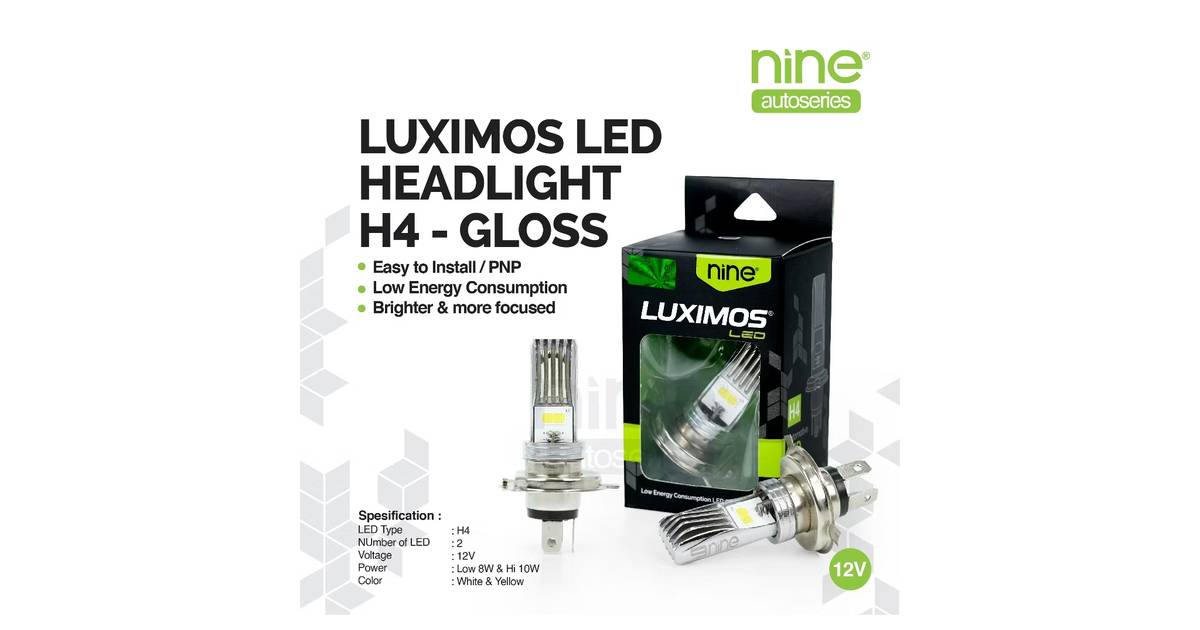 nine®
autoseries
LUXIMOS LED
HEADLIGHT
H4 - GLOSS
Easy to Install / PNP
Low Energy Consumption
Brighter & more focused
nine®
LUXIMOS®
LED
H4
Low Energy Consumption LED
nine
nine
Spesification :
LED Type : H4
NUmber of LED : 2
Voltage : 12V
Power : Low 8W & Hi 10W
Color : White & Yellow
12V